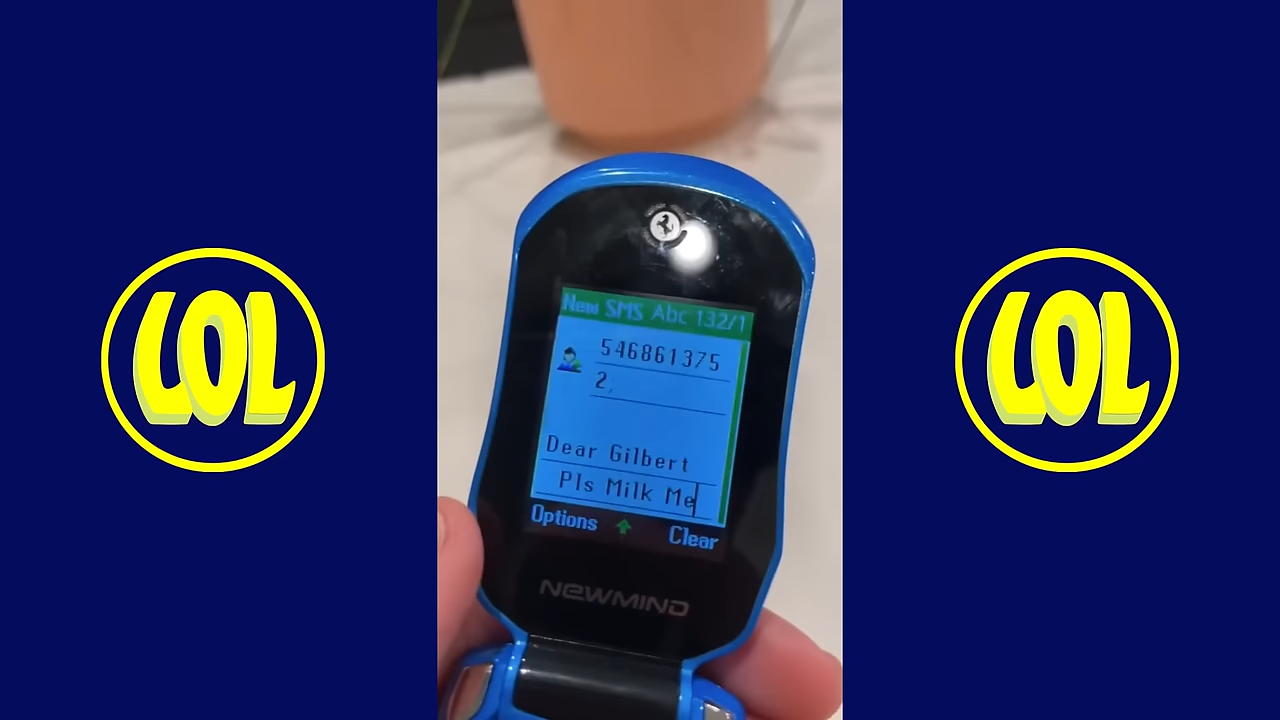 LOL
New SMS Abc 132/1
546861375
2,
Dear Gilbert
Pls Milk Me
Options Clear
NEWMIND
LOL